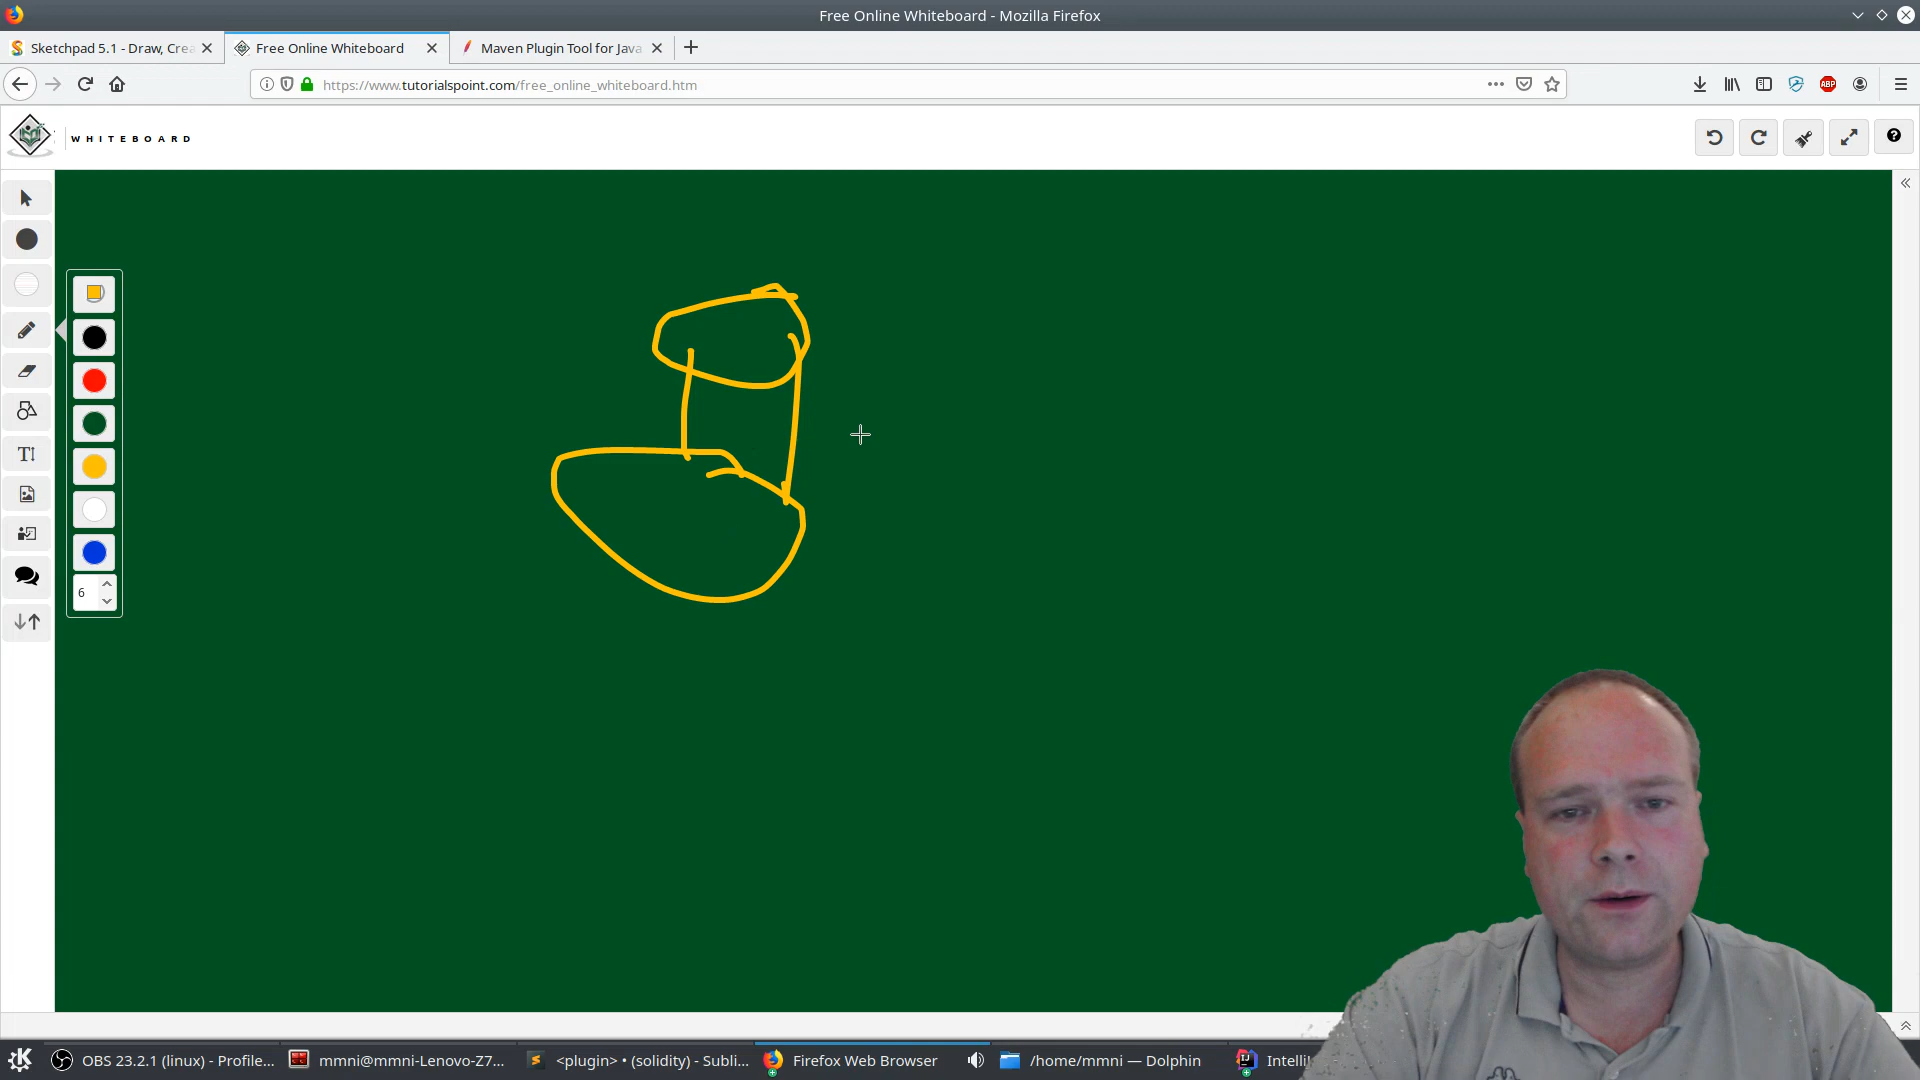 Free Online Whiteboard - Mozilla Firefox
Sketchpad 5.1 - Draw, Crea
Free Online Whiteboard
Maven Plugin Tool for Java
https://www.tutorialspoint.com/free_online_whiteboard.htm
ABP
WHITEBOARD
6
OBS 23.2.1 (linux) - Profile...
mmni@mmni-Lenovo-Z7...
<plugin> • (solidity) - Subli...
Firefox Web Browser
/home/mmni — Dolphin